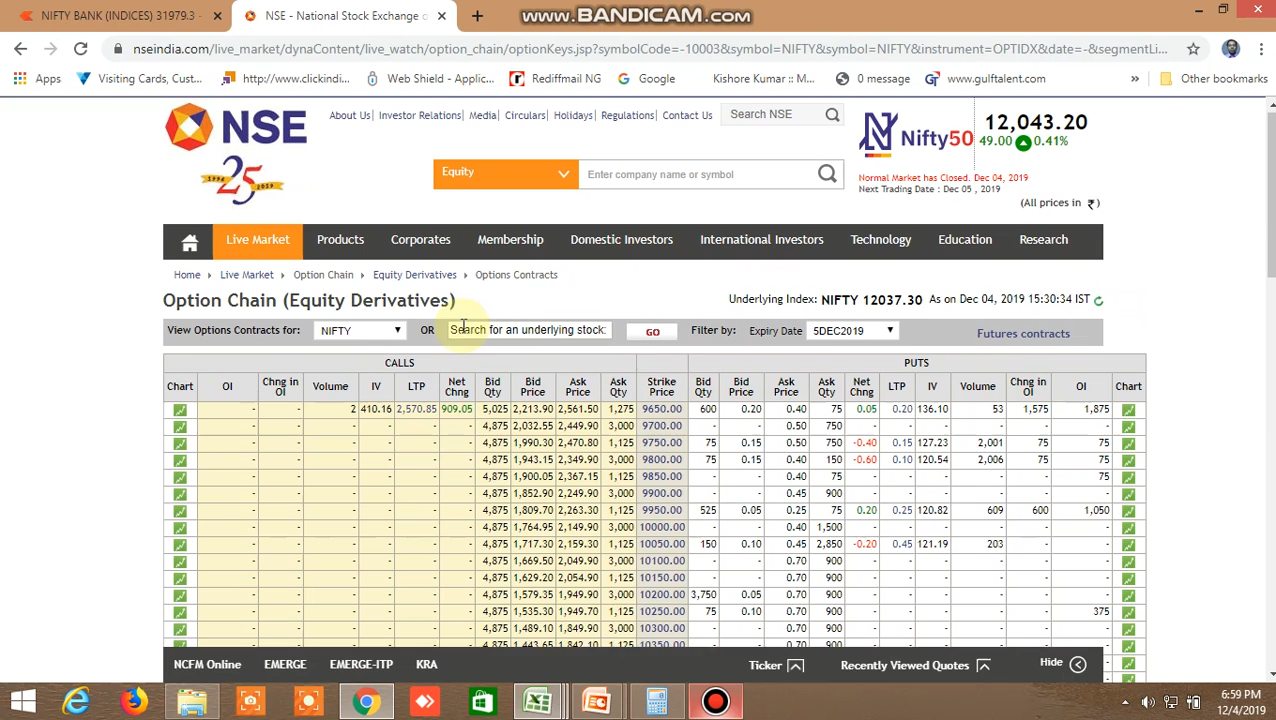 NIFTY BANK (INDICES) 31979.3 - × NSE - National Stock Exchange o × + www.BANDICAM.com
nseindia.com/live_market/dynaContent/live_watch/option_chain/optionKeys.jsp?symbolCode=-10003&symbol=NIFTY&symbol=NIFTY&instrument=OPTIDX&date=-&segmentLi...
Apps Visiting Cards, Cust... http://www.clickindi... Web Shield - Applic... Rediffmail NG Google Kishore Kumar :: M... 0 message www.gulftalent.com » Other bookmarks
NSE
1994 25 2019
About Us| Investor Relations| Media| Circulars| Holidays| Regulations| Contact Us
Search NSE
Equity
Enter company name or symbol
Nifty50
12,043.20
49.00 0.41%
Normal Market has Closed. Dec 04, 2019
Next Trading Date : Dec 05 , 2019
(All prices in ₹ )
Live Market Products Corporates Membership Domestic Investors International Investors Technology Education Research
Home Live Market Option Chain Equity Derivatives Options Contracts
Option Chain (Equity Derivatives)
Underlying Index: NIFTY 12037.30 As on Dec 04, 2019 15:30:34 IST
View Options Contracts for: NIFTY OR Search for an underlying stock: GO Filter by: Expiry Date 5DEC2019 Futures contracts
CALLS PUTS
Chart OI Chng in OI Volume IV LTP Net Chng Bid Qty Bid Price Ask Price Ask Qty Strike Price Bid Qty Bid Price Ask Price Ask Qty Net Chng LTP IV Volume Chng in OI OI Chart
- - 2 410.16 2,570.85 909.05 5,025 2,213.90 2,561.50 1,275 9650.00 600 0.20 0.40 75 0.05 0.20 136.10 53 1,575 1,875
- - - - - - 4,875 2,032.55 2,449.90 3,000 9700.00 - - 0.50 750 - - - - - -
- - - - - - 4,875 1,990.30 2,470.80 1,125 9750.00 75 0.15 0.50 750 -0.40 0.15 127.23 2,001 75 75
- - - - - - 4,875 1,943.15 2,349.90 3,000 9800.00 75 0.15 0.40 150 -0.60 0.10 120.54 2,006 75 75
- - - - - - 4,875 1,900.05 2,367.15 1,125 9850.00 - - 0.40 75 - - - - - 75
- - - - - - 4,875 1,852.90 2,249.90 3,000 9900.00 - - 0.45 900 - - - - - -
- - - - - - 4,875 1,809.70 2,263.30 1,125 9950.00 525 0.05 0.25 75 0.20 0.25 120.82 609 600 1,050
- - - - - - 4,875 1,764.95 2,149.90 3,000 10000.00 - - 0.40 1,500 - - - - - -
- - - - - - 4,875 1,717.30 2,159.30 1,125 10050.00 150 0.10 0.45 2,850 -0.20 0.45 121.19 203 - -
- - - - - - 4,875 1,669.50 2,049.90 3,000 10100.00 - - 0.70 900 - - - - - -
- - - - - - 4,875 1,629.20 2,054.90 1,125 10150.00 - - 0.70 900 - - - - - -
- - - - - - 4,875 1,579.35 1,949.90 3,000 10200.00 3,750 0.05 0.70 900 - - - - - -
- - - - - - 4,875 1,535.30 1,949.70 1,125 10250.00 75 0.10 0.70 900 - - - - - 375
- - - - - - 4,875 1,489.10 1,849.90 3,000 10300.00 - - 0.70 900 - - - - - -
- - - - - - 4,875 1,443.65 1,842.10 1,125 10350.00 - - 0.70 900 - - - - - -
NCFM Online EMERGE EMERGE-ITP KRA Ticker Recently Viewed Quotes Hide
6:59 PM
12/4/2019